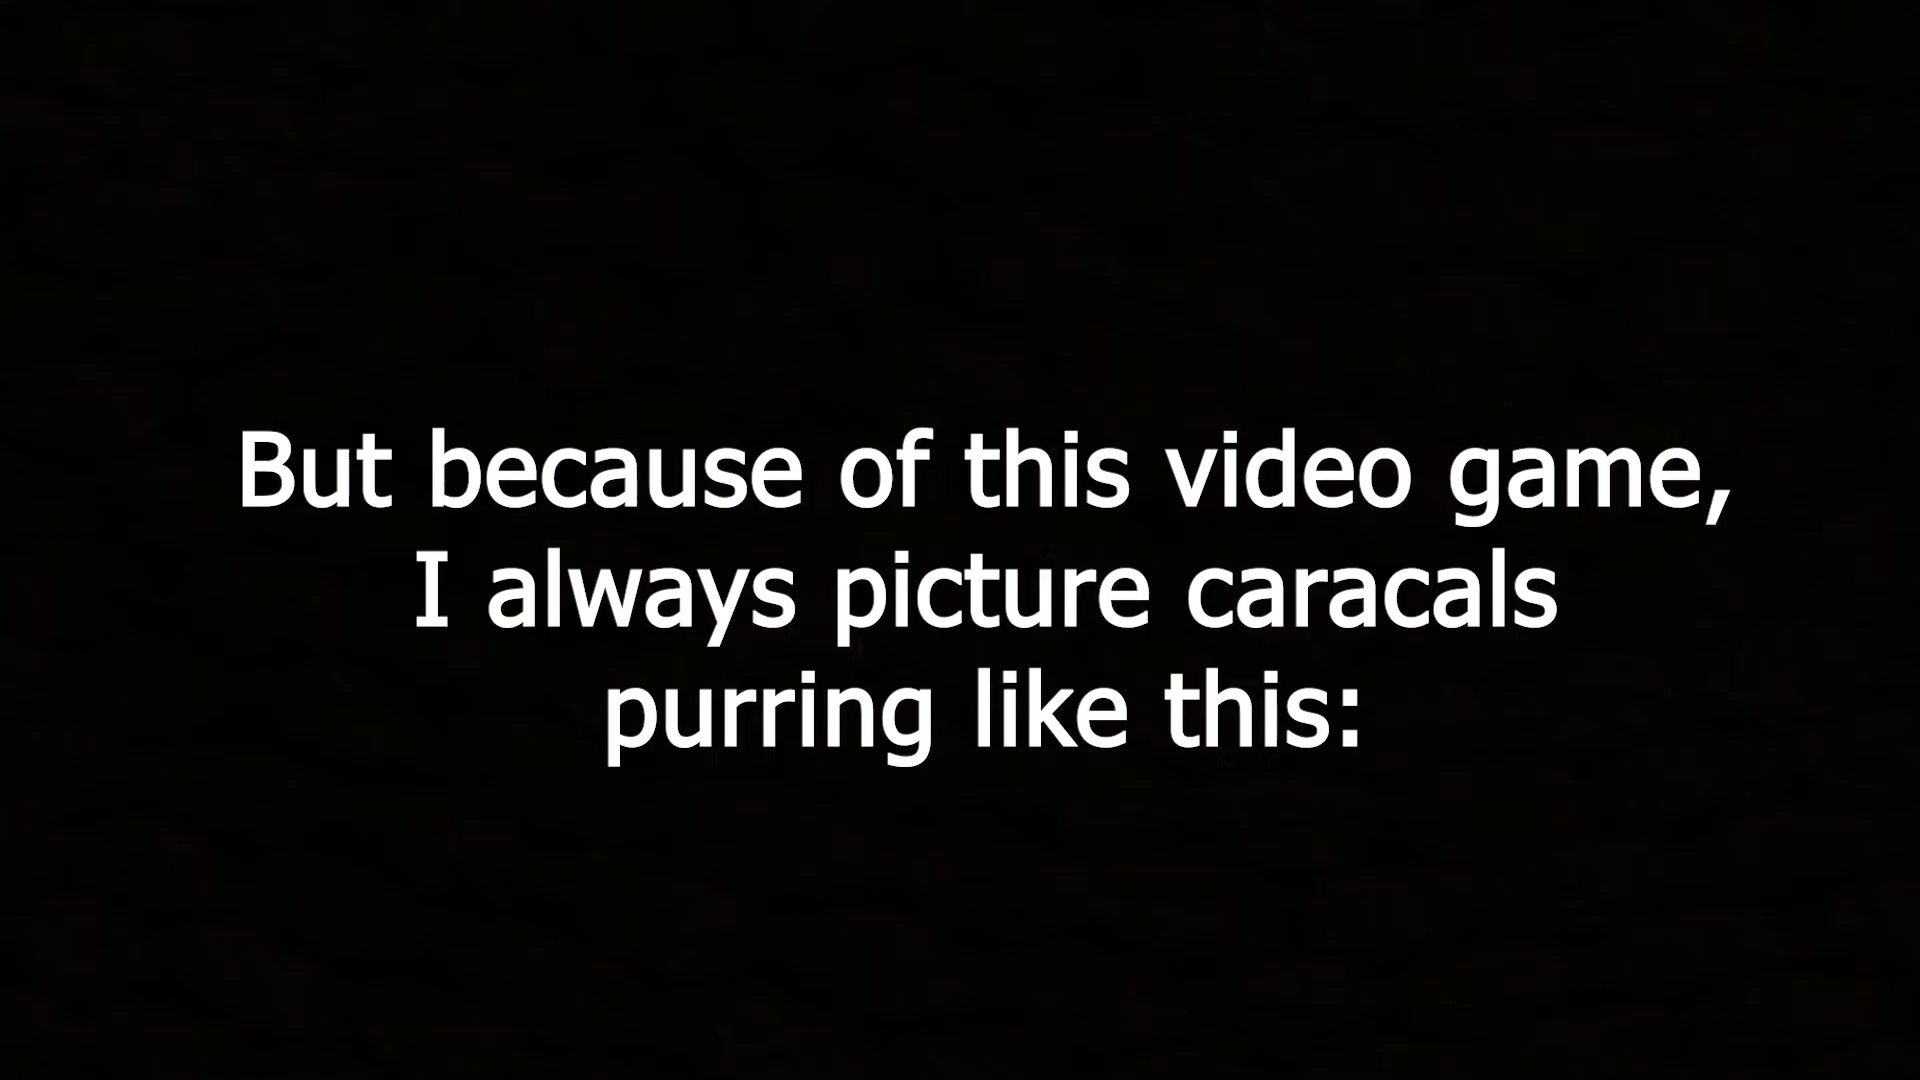 But because of this video game,
I always picture caracals
purring like this: